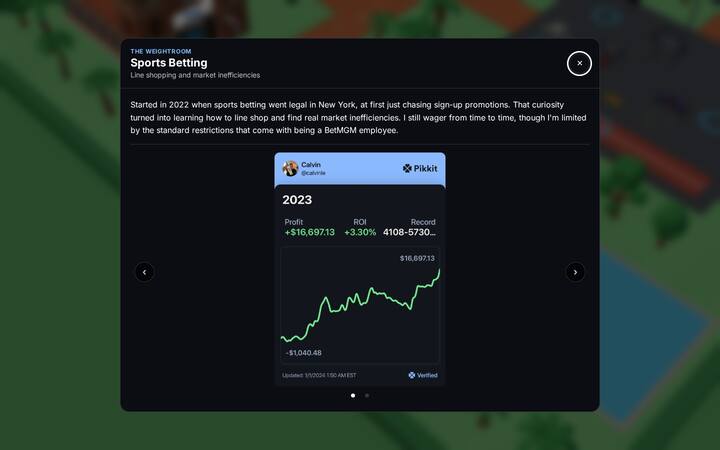 THE WEIGHTROOM
Sports Betting
Line shopping and market inefficiencies
Started in 2022 when sports betting went legal in New York, at first just chasing sign-up promotions. That curiosity
turned into learning how to line shop and find real market inefficiencies. I still wager from time to time, though I'm limited
by the standard restrictions that come with being a BetMGM employee.
Calvin
@calvinle
Pikkit
2023
Profit ROI Record
+$16,697.13 +3.30% 4108-5730...
$16,697.13
-$1,040.48
Updated: 1/1/2024 1:50 AM EST
Verified